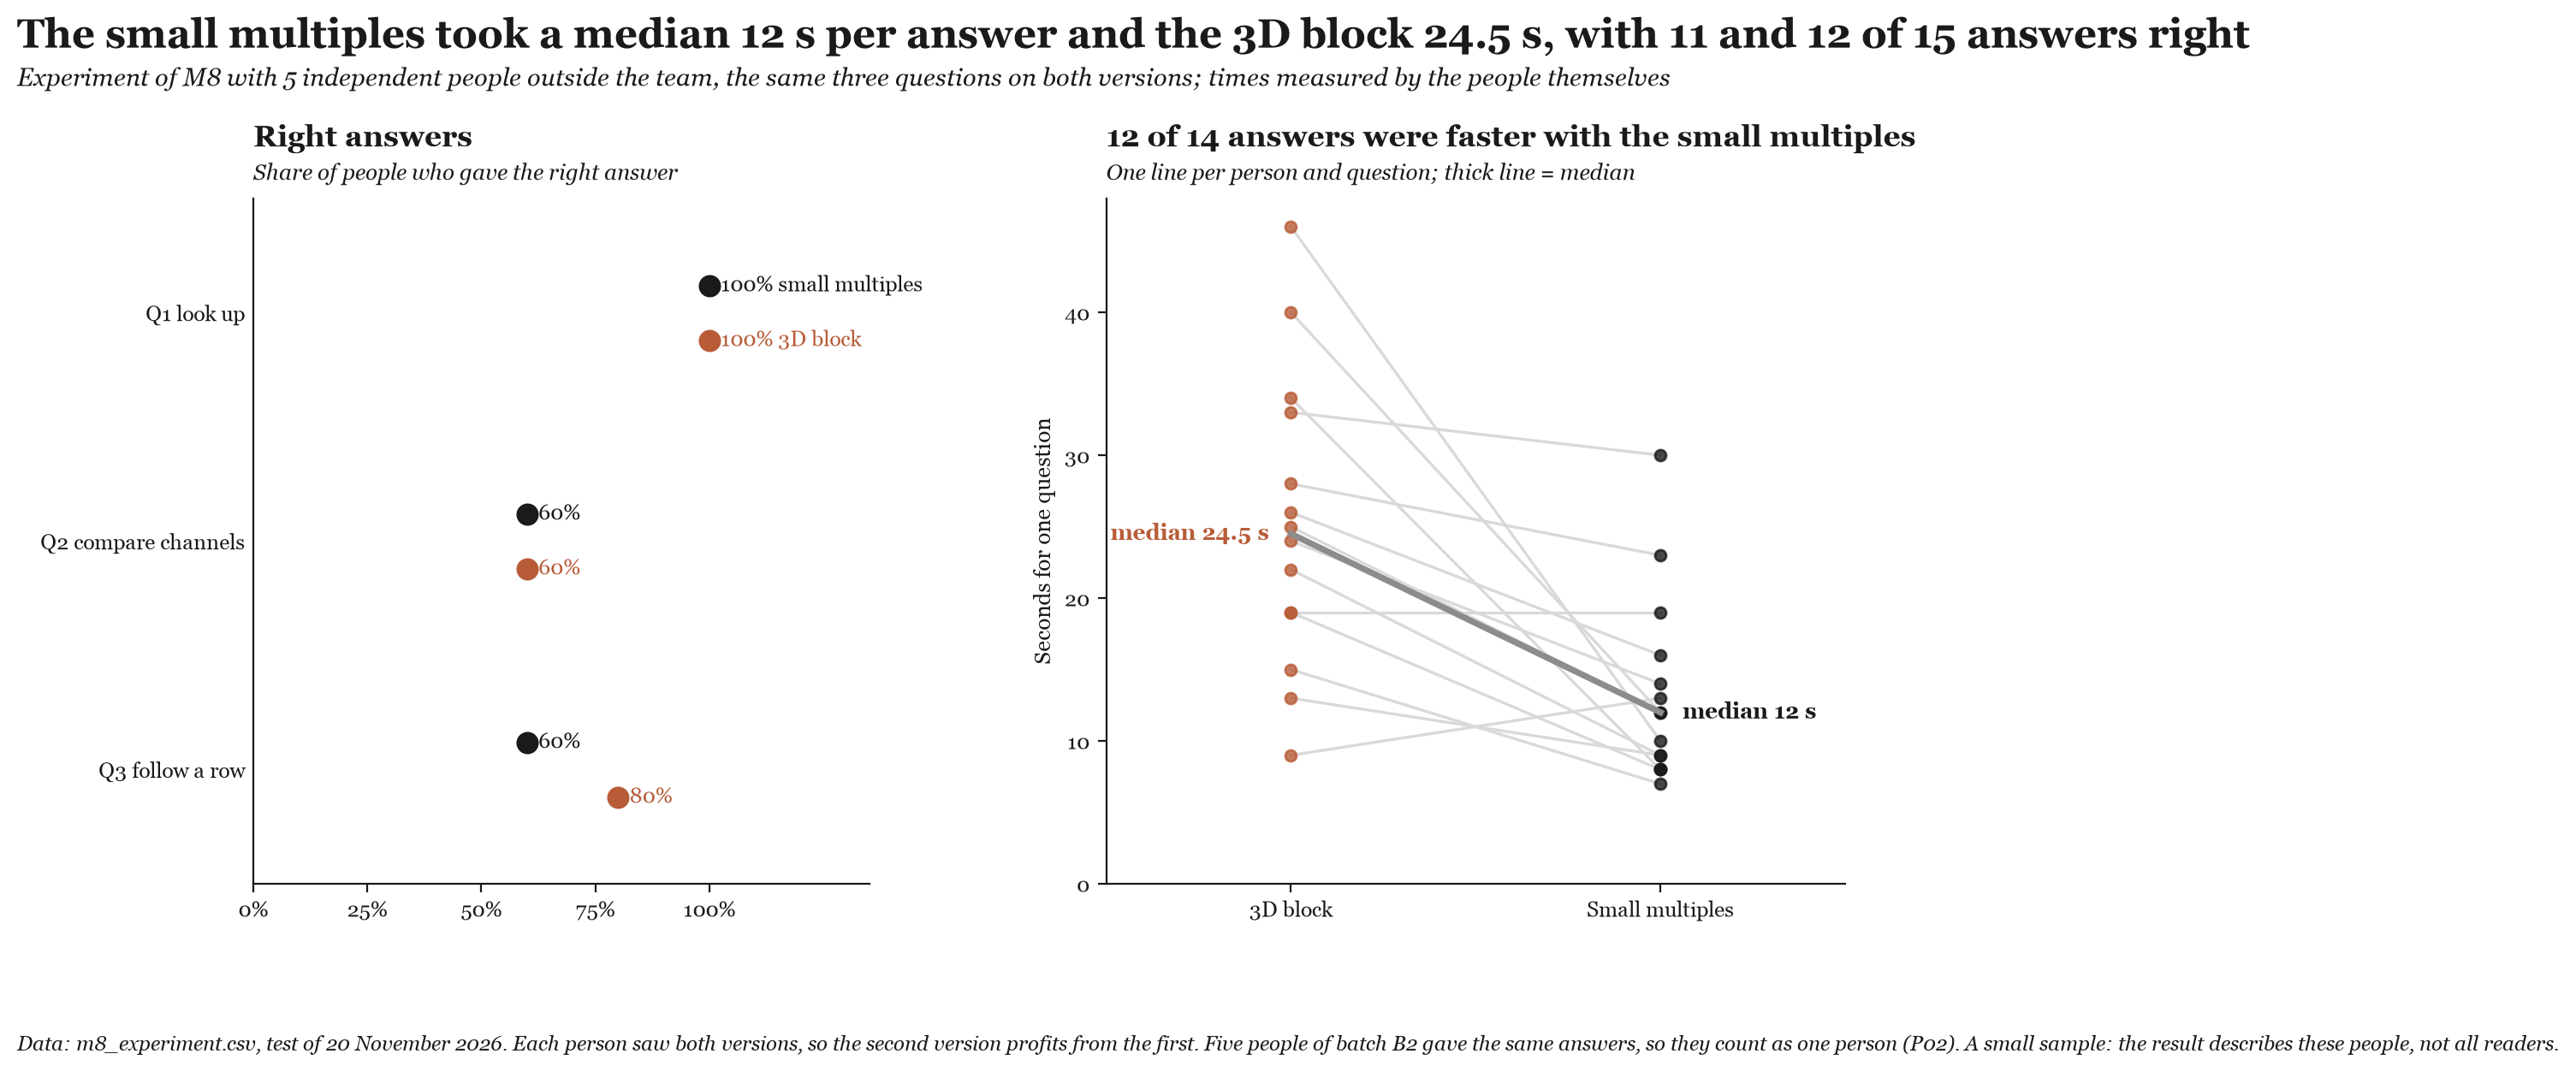 The small multiples took a median 12 s per answer and the 3D block 24.5 s, with 11 and 12 of 15 answers right
Experiment of M8 with 5 independent people outside the team, the same three questions on both versions; times measured by the people themselves
Right answers
Share of people who gave the right answer
Q1 look up
100% small multiples
100% 3D block
Q2 compare channels
60%
60%
Q3 follow a row
60%
80%
0%
25%
50%
75%
100%
12 of 14 answers were faster with the small multiples
One line per person and question; thick line = median
Seconds for one question
40
30
20
10
0
median 24.5 s
median 12 s
3D block
Small multiples
Data: m8_experiment.csv, test of 20 November 2026. Each person saw both versions, so the second version profits from the first. Five people of batch B2 gave the same answers, so they count as one person (P02). A small sample: the result describes these people, not all readers.